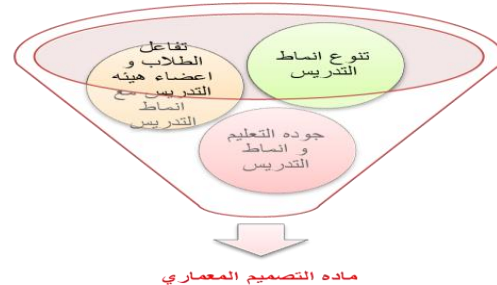 تنوع انماط
التدريس
تفاعل
الطلاب و
اعضاء هيئه
التدريس مع
انماط
التدريس
جوده التعليم
و انماط
التدريس
ماده التصميم المعماري